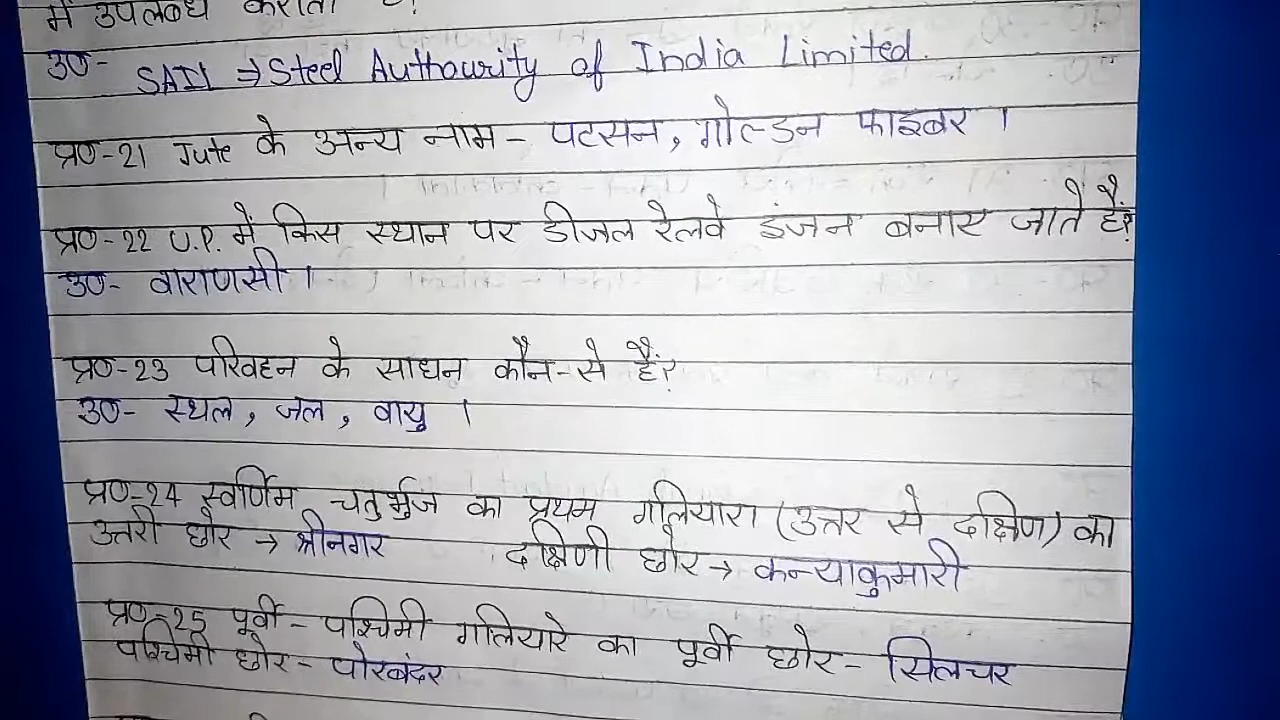 में उपलब्ध कराता है?
उ०- SAIL ⇒ Steel Authourity of India Limited.
प्र०-21 Jute के अन्य नाम - पटसन, गोल्डन फाइबर ।
प्र०-22 U.P. में किस स्थान पर डीजल रेलवे इंजन बनाए जाते हैं?
उ०- वाराणसी ।
प्र०-23 परिवहन के साधन कौन-से हैं?
उ०- स्थल, जल, वायु ।
प्र०-24 स्वर्णिम चतुर्भुज का प्रथम गलियारा (उत्तर से दक्षिण) का
उत्तरी छोर → श्रीनगर दक्षिणी छोर → कन्याकुमारी
प्र०-25 पूर्वी - पश्चिमी गलियारे का पूर्वी छोर - सिलचर
पश्चिमी छोर - पोरबंदर